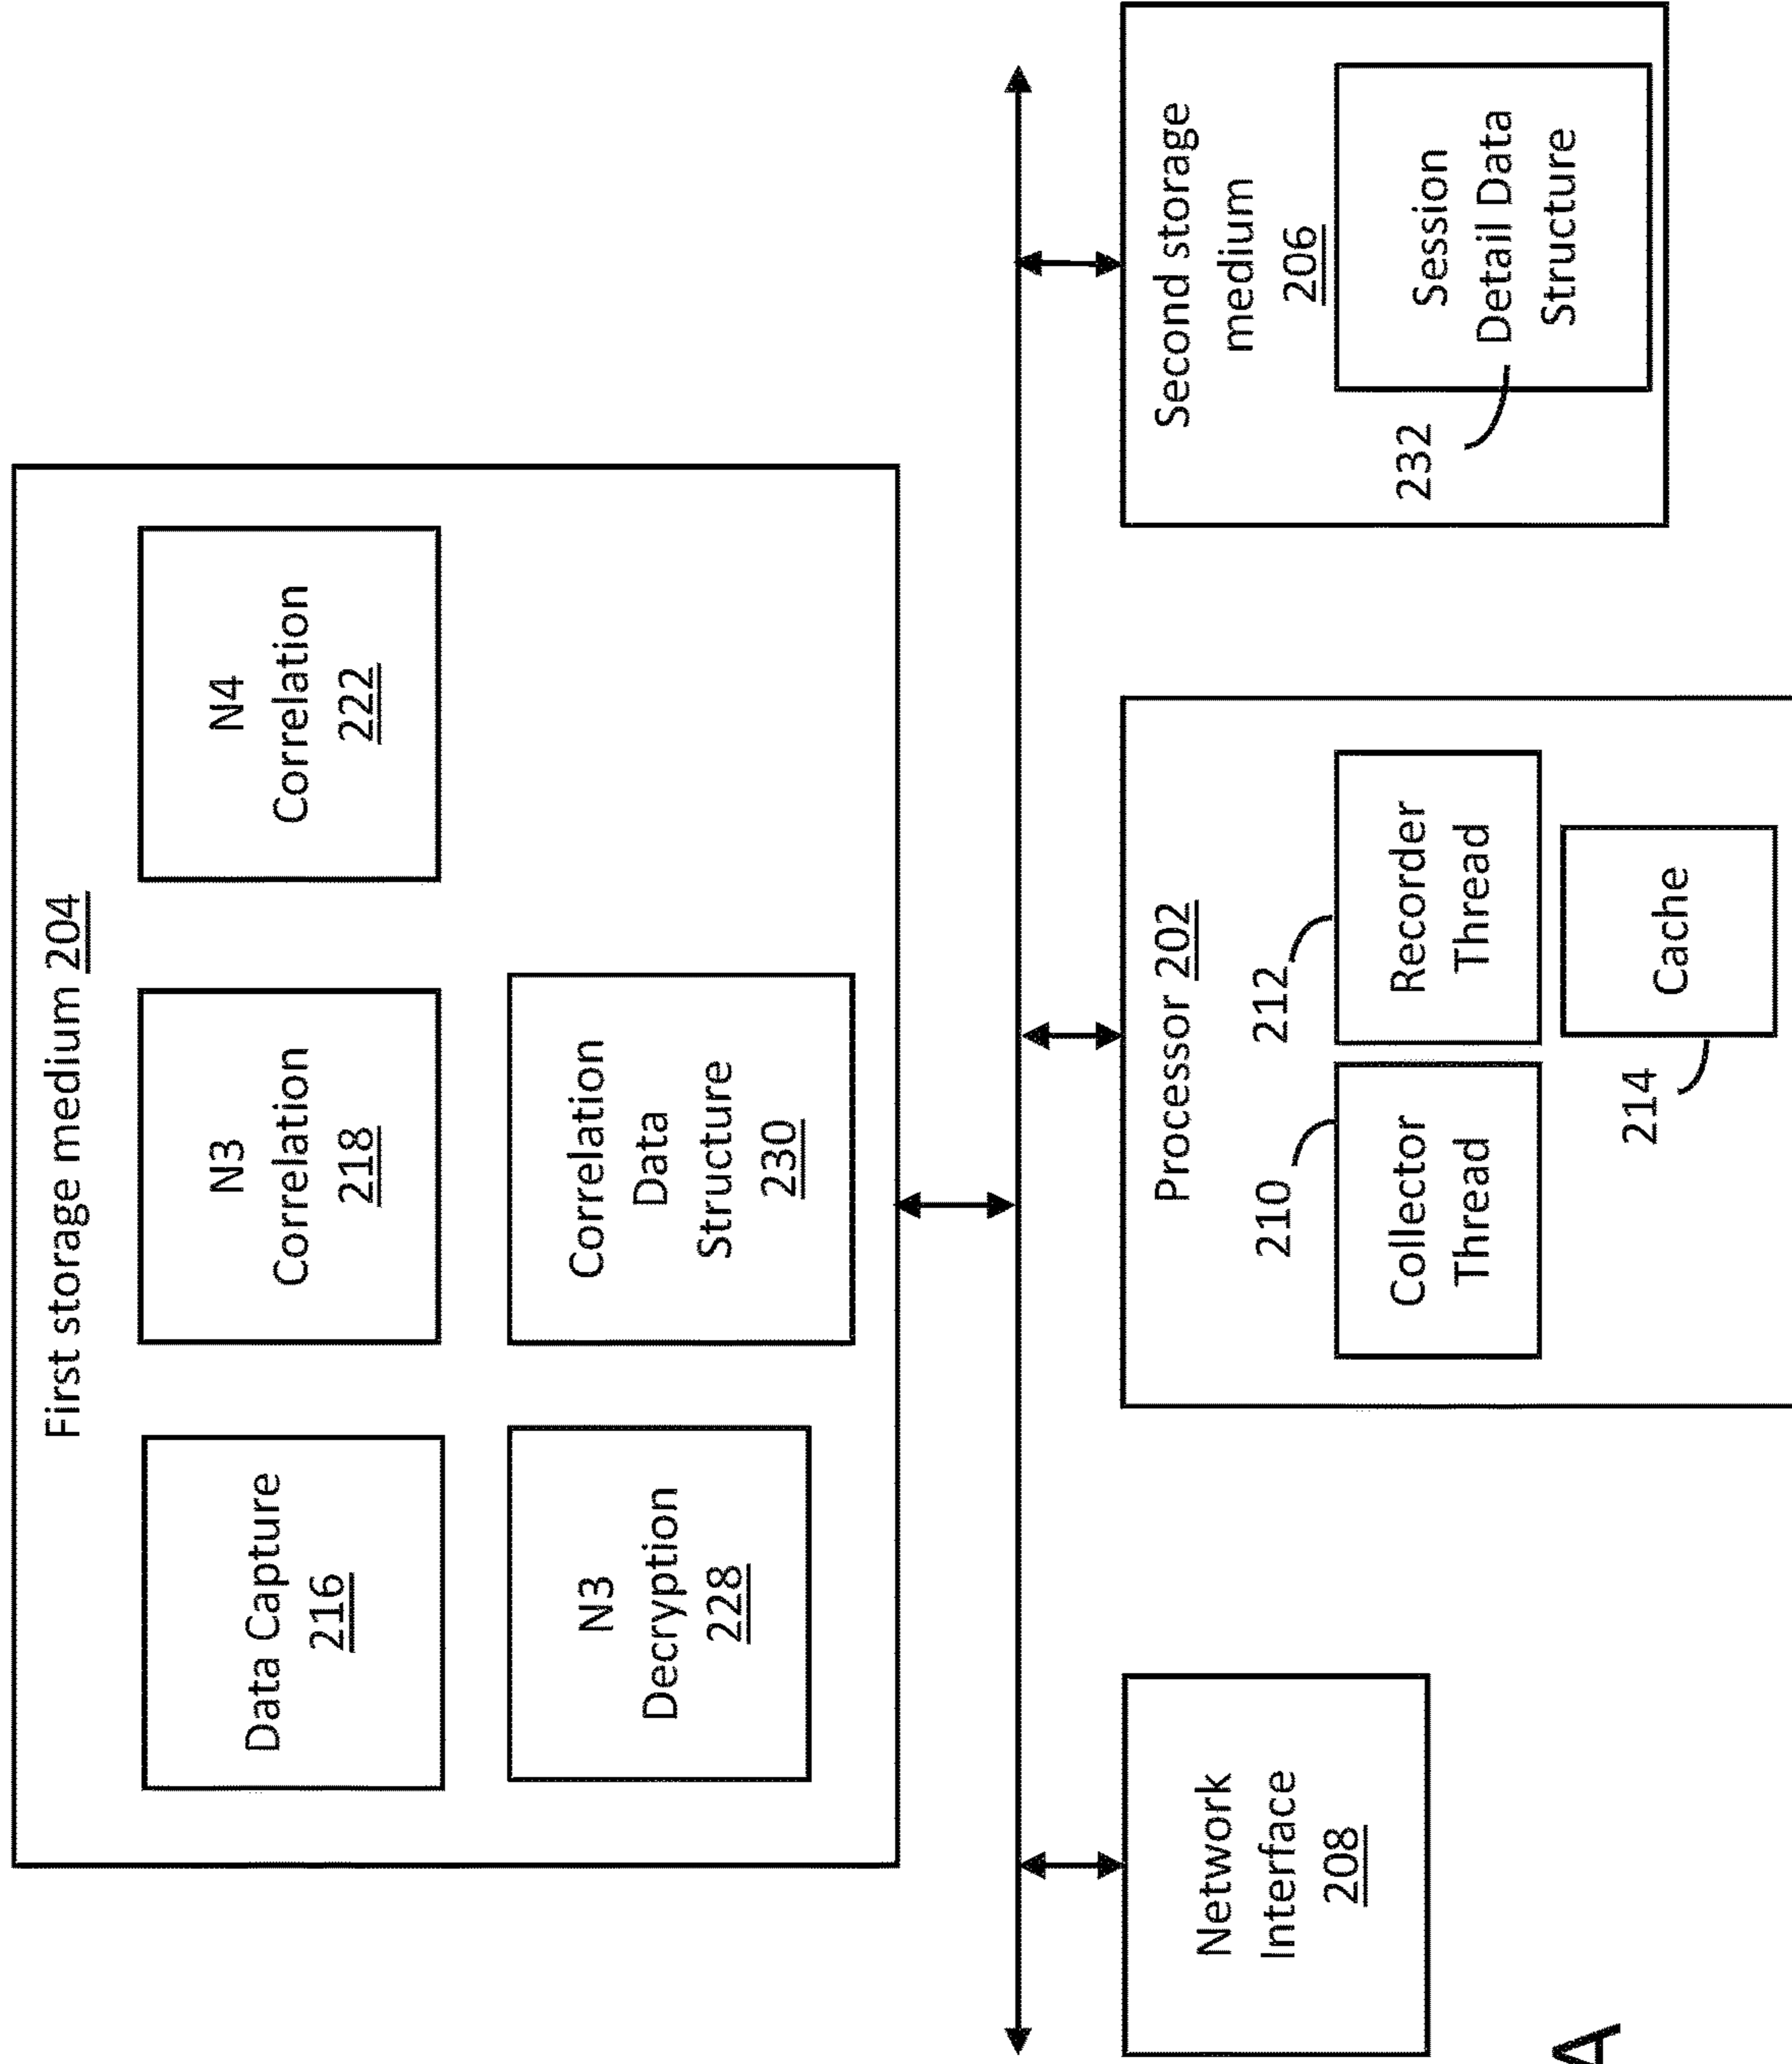 First storage medium 204
Data Capture
216
N3
Correlation
218
N4
Correlation
222
N3
Decryption
228
Correlation
Data
Structure
230
Network
Interface
208
Processor 202
210
212
Collector
Thread
Recorder
Thread
214
Cache
Second storage
medium
206
232
Session
Detail Data
Structure
A